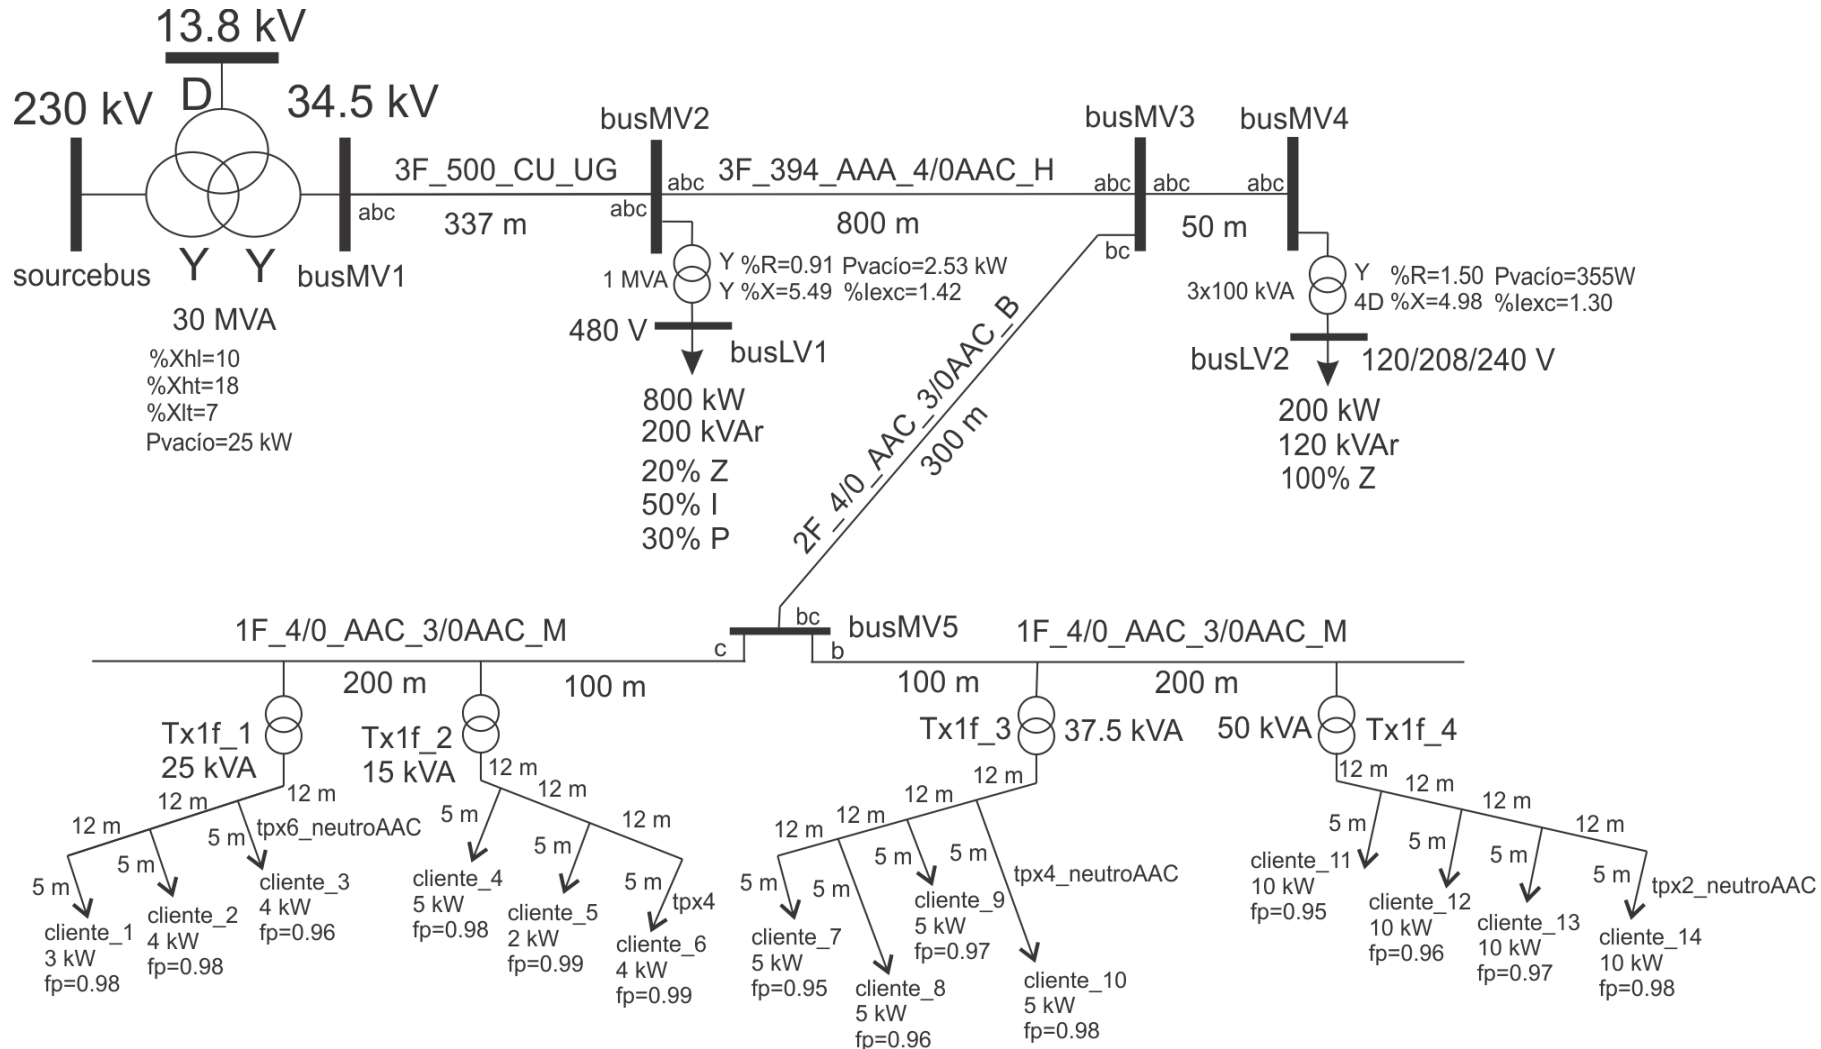 13.8 kV
230 kV
D
34.5 kV
Y
Y
sourcebus
busMV1
abc
30 MVA
%Xhl=10
%Xht=18
%Xlt=7
Pvacío=25 kW
3F_500_CU_UG
337 m
busMV2
abc
abc
3F_394_AAA_4/0AAC_H
800 m
1 MVA
Y %R=0.91 Pvacío=2.53 kW
Y %X=5.49 %Iexc=1.42
480 V
busLV1
800 kW
200 kVAr
20% Z
50% I
30% P
busMV3
abc
abc
bc
50 m
busMV4
abc
3x100 kVA
Y %R=1.50 Pvacío=355W
4D %X=4.98 %Iexc=1.30
busLV2
120/208/240 V
200 kW
120 kVAr
100% Z
2F_4/0_AAC_3/0AAC_B
300 m
bc
busMV5
c
b
1F_4/0_AAC_3/0AAC_M
200 m
100 m
1F_4/0_AAC_3/0AAC_M
100 m
200 m
Tx1f_1
25 kVA
12 m
12 m
12 m
5 m
5 m
5 m
tpx6_neutroAAC
cliente_1
3 kW
fp=0.98
cliente_2
4 kW
fp=0.98
cliente_3
4 kW
fp=0.96
Tx1f_2
15 kVA
12 m
12 m
12 m
5 m
5 m
5 m
tpx4
cliente_4
5 kW
fp=0.98
cliente_5
2 kW
fp=0.99
cliente_6
4 kW
fp=0.99
Tx1f_3
37.5 kVA
12 m
12 m
12 m
12 m
5 m
5 m
5 m
5 m
tpx4_neutroAAC
cliente_7
5 kW
fp=0.95
cliente_8
5 kW
fp=0.96
cliente_9
5 kW
fp=0.97
cliente_10
5 kW
fp=0.98
50 kVA
Tx1f_4
12 m
12 m
12 m
12 m
5 m
5 m
5 m
5 m
tpx2_neutroAAC
cliente_11
10 kW
fp=0.95
cliente_12
10 kW
fp=0.96
cliente_13
10 kW
fp=0.97
cliente_14
10 kW
fp=0.98